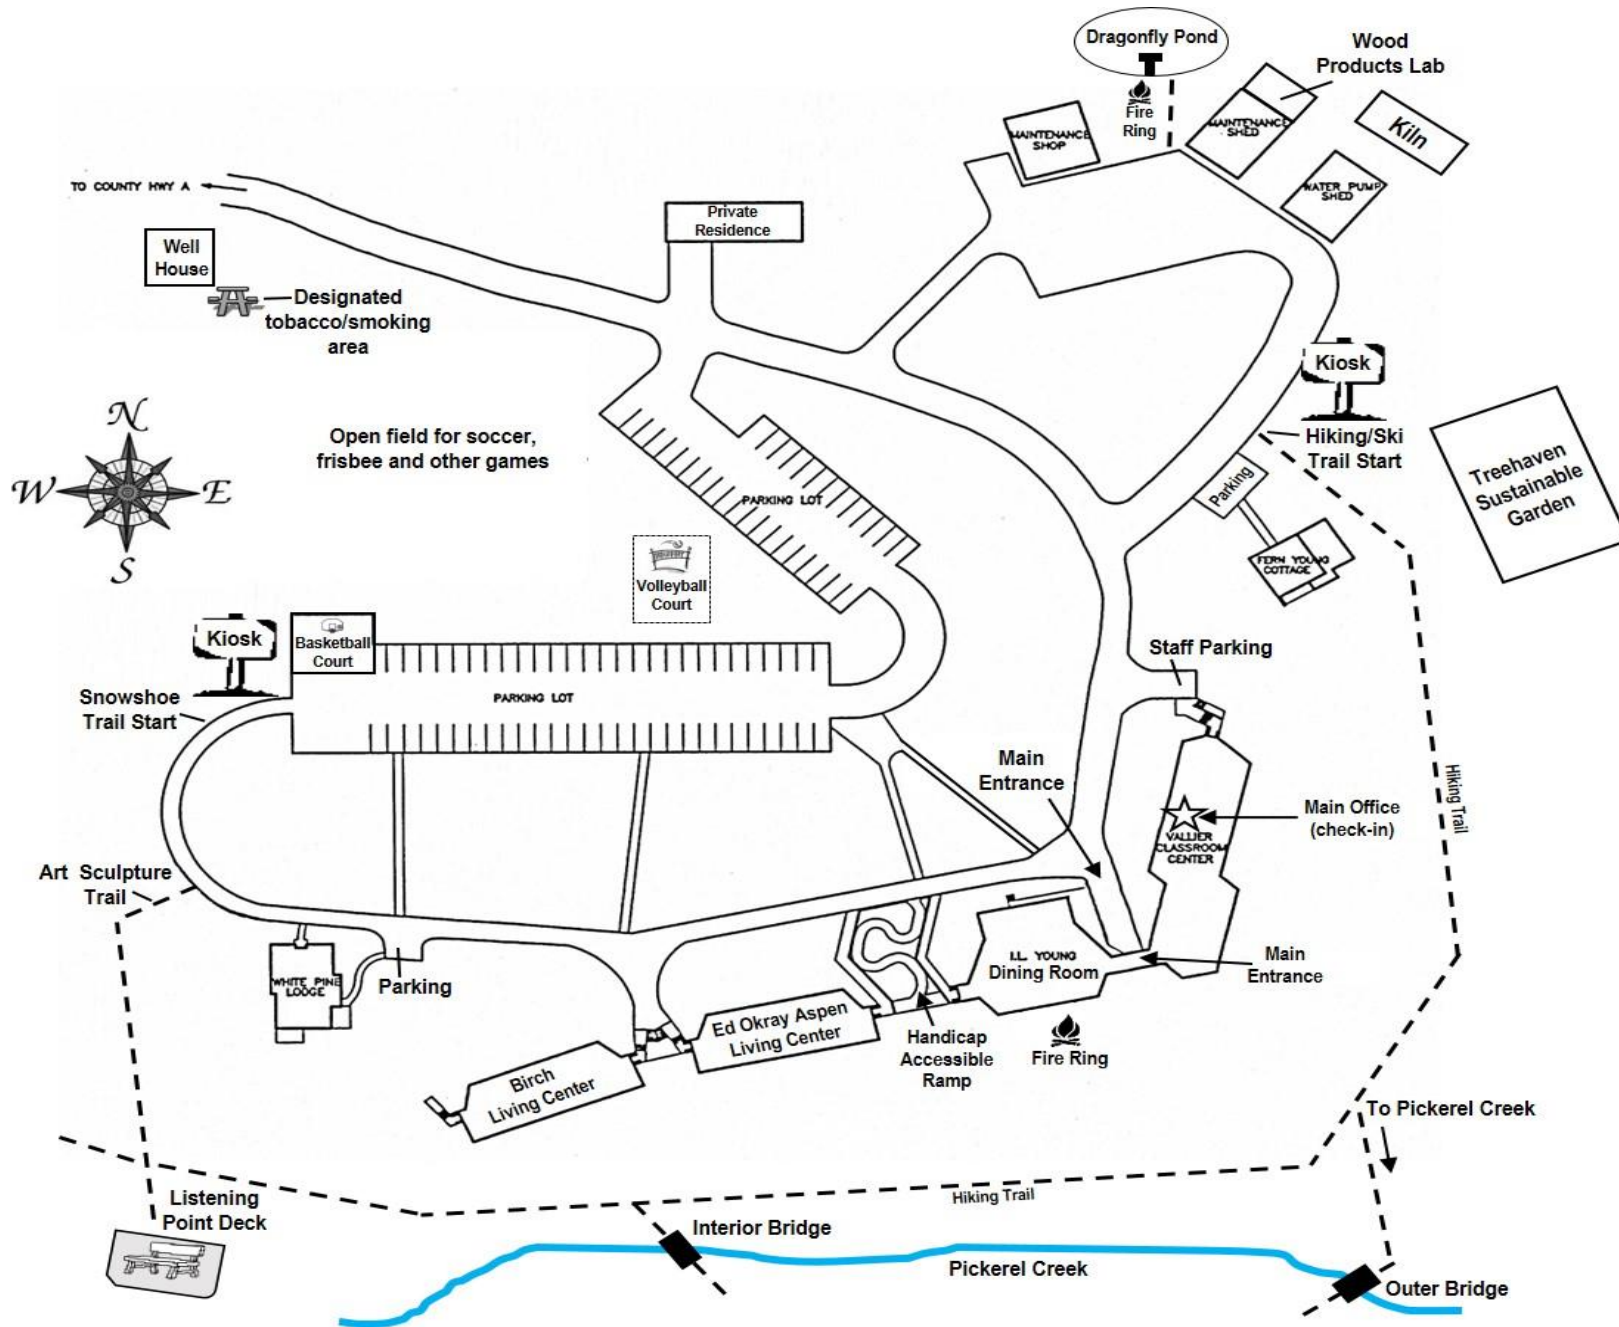 Dragonfly Pond
Wood
Products Lab
Fire
Ring
MAINTENANCE
SHOP
MAINTENANCE
SHED
Kiln
WATER PUMP
SHED
TO COUNTY HWY A
Private
Residence
Well
House
Designated
tobacco/smoking
area
Kiosk
Hiking/Ski
Trail Start
Treehaven
Sustainable
Garden
N
W
E
S
Open field for soccer,
frisbee and other games
PARKING LOT
Parking
FERN YOUNG
COTTAGE
Volleyball
Court
Kiosk
Basketball
Court
Staff Parking
Snowshoe
Trail Start
PARKING LOT
Main
Entrance
Hiking Trail
Main Office
(check-in)
VALLIER
CLASSROOM
CENTER
Art Sculpture
Trail
I.L. YOUNG
Dining Room
Main
Entrance
WHITE PINE
LODGE
Parking
Ed Okray Aspen
Living Center
Handicap
Accessible
Ramp
Fire Ring
Birch
Living Center
To Pickerel Creek
Listening
Point Deck
Hiking Trail
Interior Bridge
Pickerel Creek
Outer Bridge